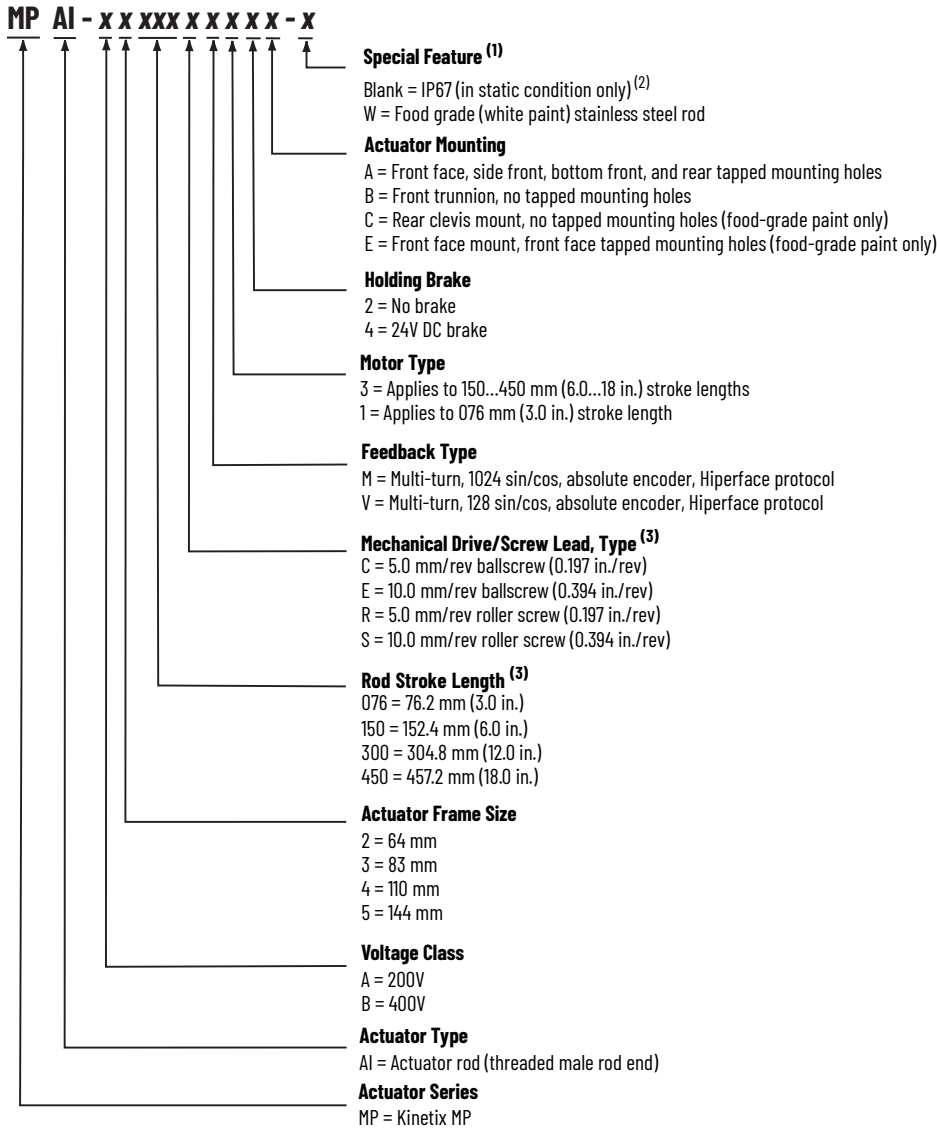 MP AI - x x xxx x x x x x - x
Special Feature (1)
Blank = IP67 (in static condition only) (2)
W = Food grade (white paint) stainless steel rod
Actuator Mounting
A = Front face, side front, bottom front, and rear tapped mounting holes
B = Front trunnion, no tapped mounting holes
C = Rear clevis mount, no tapped mounting holes (food-grade paint only)
E = Front face mount, front face tapped mounting holes (food-grade paint only)
Holding Brake
2 = No brake
4 = 24V DC brake
Motor Type
3 = Applies to 150...450 mm (6.0...18 in.) stroke lengths
1 = Applies to 076 mm (3.0 in.) stroke length
Feedback Type
M = Multi-turn, 1024 sin/cos, absolute encoder, Hiperface protocol
V = Multi-turn, 128 sin/cos, absolute encoder, Hiperface protocol
Mechanical Drive/Screw Lead, Type (3)
C = 5.0 mm/rev ballscrew (0.197 in./rev)
E = 10.0 mm/rev ballscrew (0.394 in./rev)
R = 5.0 mm/rev roller screw (0.197 in./rev)
S = 10.0 mm/rev roller screw (0.394 in./rev)
Rod Stroke Length (3)
076 = 76.2 mm (3.0 in.)
150 = 152.4 mm (6.0 in.)
300 = 304.8 mm (12.0 in.)
450 = 457.2 mm (18.0 in.)
Actuator Frame Size
2 = 64 mm
3 = 83 mm
4 = 110 mm
5 = 144 mm
Voltage Class
A = 200V
B = 400V
Actuator Type
AI = Actuator rod (threaded male rod end)
Actuator Series
MP = Kinetix MP